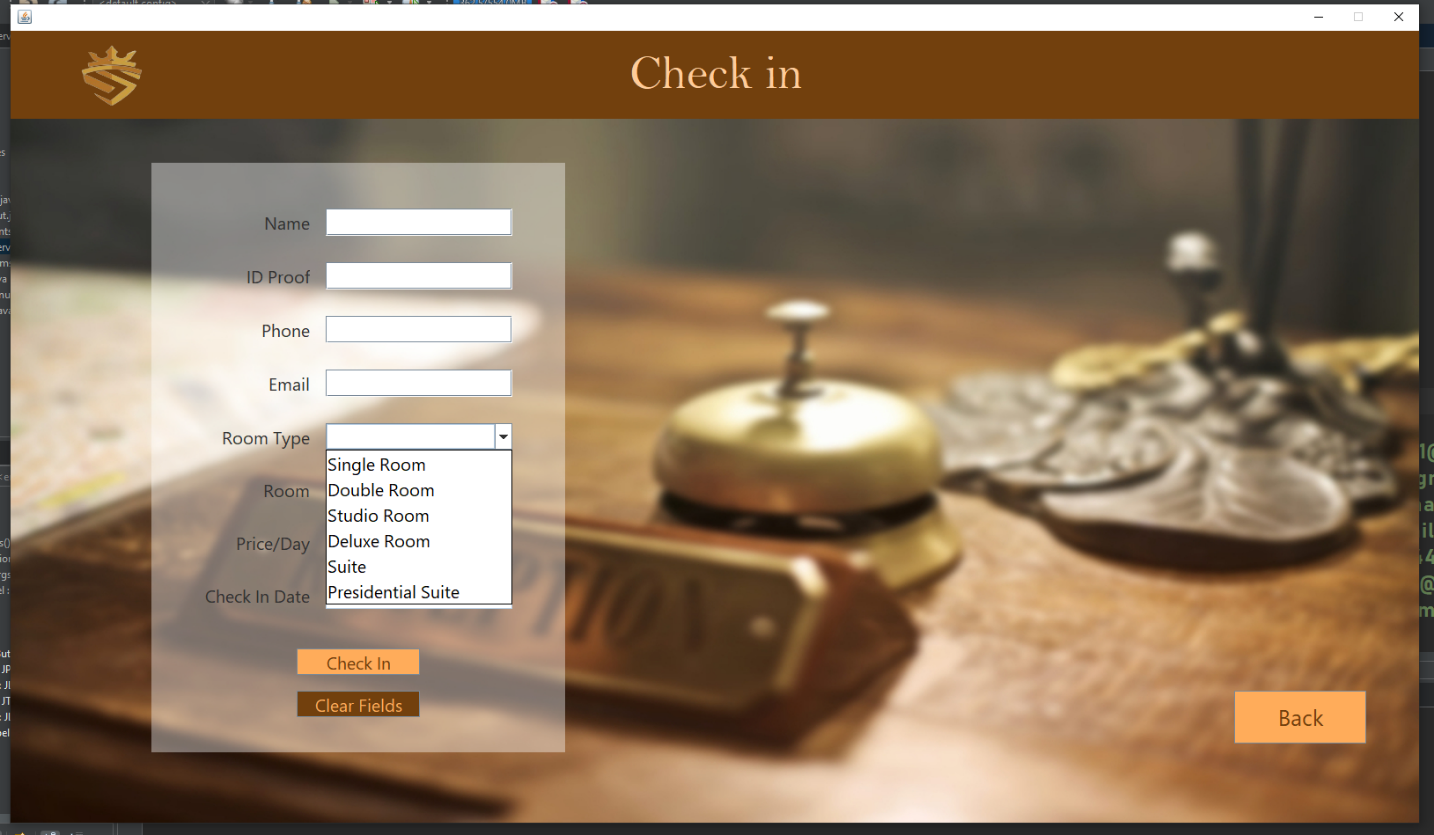 Check in
Name
ID Proof
Phone
Email
Room Type
Single Room
Double Room
Studio Room
Deluxe Room
Suite
Presidential Suite
Room
Price/Day
Check In Date
Check In
Clear Fields
Back